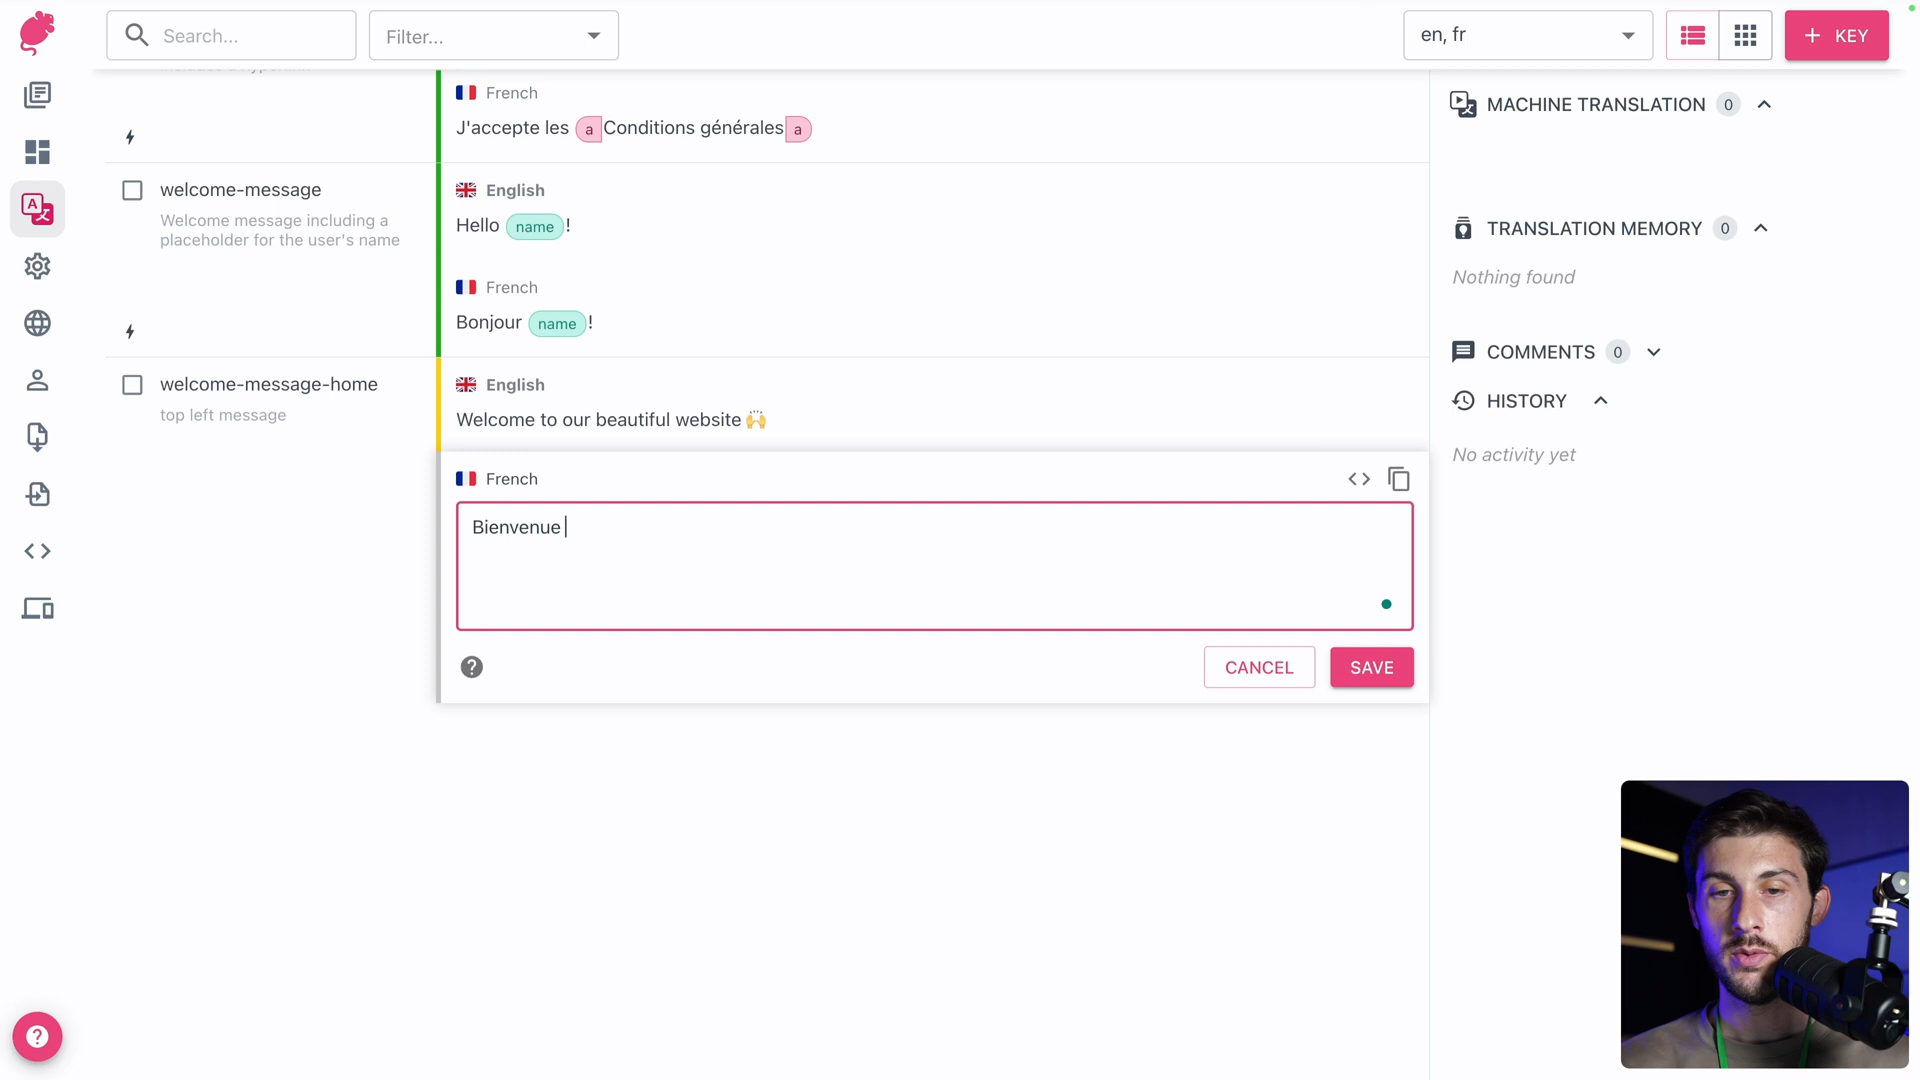 Search...
Filter...
en, fr
+ KEY
French
J'accepte les a Conditions générales a
welcome-message
Welcome message including a
placeholder for the user's name
English
Hello name !
French
Bonjour name !
welcome-message-home
top left message
English
Welcome to our beautiful website 🙌
French
Bienvenue
CANCEL
SAVE
MACHINE TRANSLATION 0
TRANSLATION MEMORY 0
Nothing found
COMMENTS 0
HISTORY
No activity yet